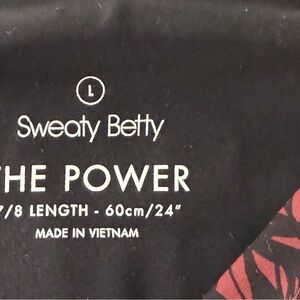 L
Sweaty Betty
THE POWER
7/8 LENGTH - 60cm/24"
MADE IN VIETNAM